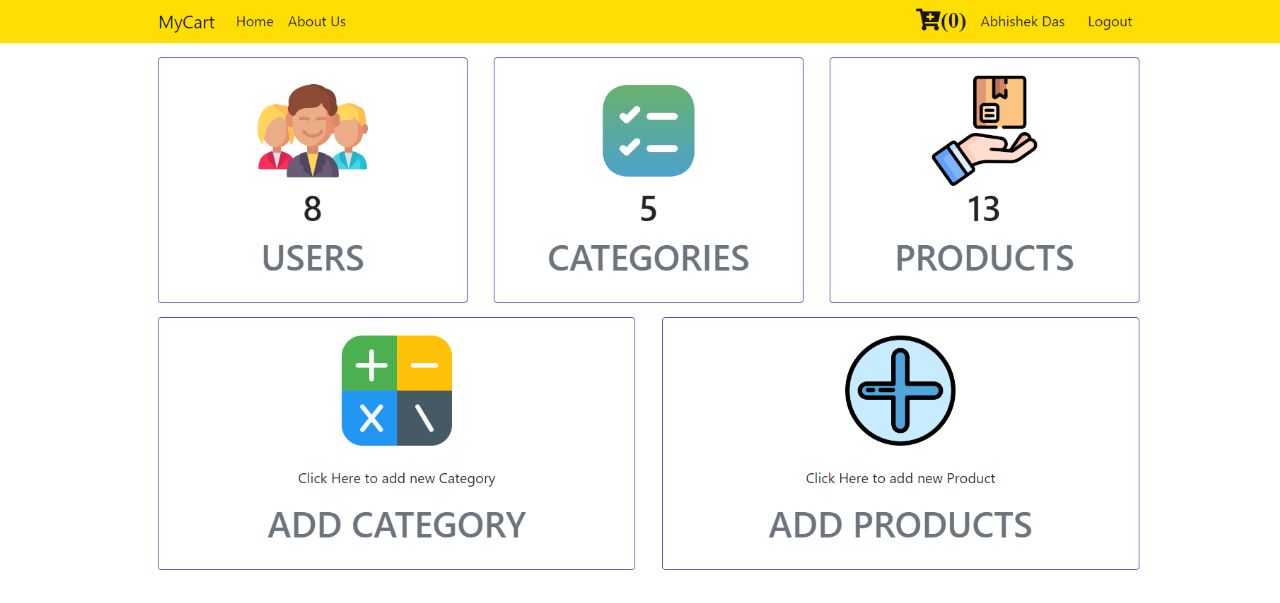 MyCart Home About Us (0) Abhishek Das Logout
8 5 13
USERS CATEGORIES PRODUCTS
Click Here to add new Category Click Here to add new Product
ADD CATEGORY ADD PRODUCTS